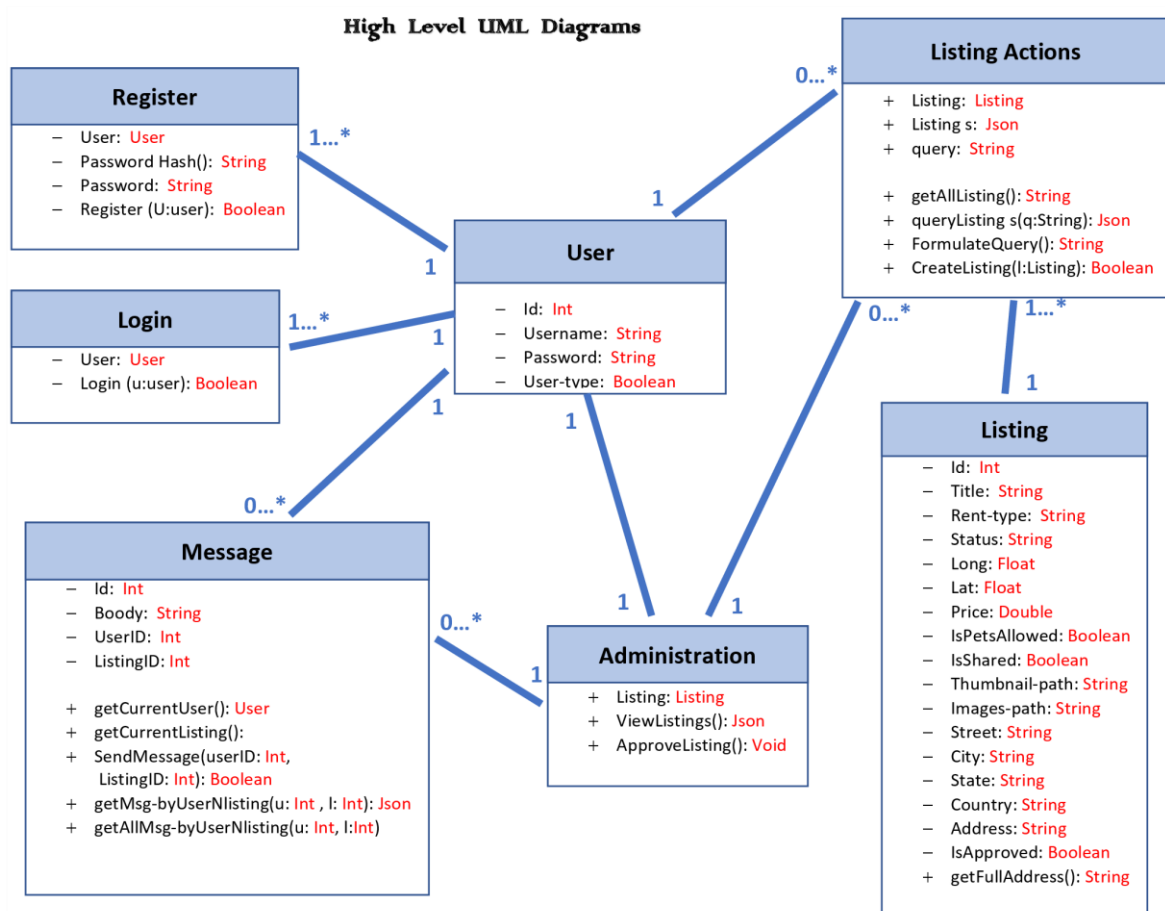 High Level UML Diagrams
Register
– User: User
– Password Hash(): String
– Password: String
– Register (U:user): Boolean
1...*
1
Login
– User: User
– Login (u:user): Boolean
1...*
1
User
– Id: Int
– Username: String
– Password: String
– User-type: Boolean
1
0...*
Listing Actions
+ Listing: Listing
+ Listing s: Json
+ query: String
+ getAllListing(): String
+ queryListing s(q:String): Json
+ FormulateQuery(): String
+ CreateListing(l:Listing): Boolean
0...*
1...*
1
1
0...*
1
Message
– Id: Int
– Boody: String
– UserID: Int
– ListingID: Int
+ getCurrentUser(): User
+ getCurrentListing():
+ SendMessage(userID: Int,
ListingID: Int): Boolean
+ getMsg-byUserNlisting(u: Int , l: Int): Json
+ getAllMsg-byUserNlisting(u: Int, l:Int)
0...*
1
1
1
Administration
+ Listing: Listing
+ ViewListings(): Json
+ ApproveListing(): Void
Listing
– Id: Int
– Title: String
– Rent-type: String
– Status: String
– Long: Float
– Lat: Float
– Price: Double
– IsPetsAllowed: Boolean
– IsShared: Boolean
– Thumbnail-path: String
– Images-path: String
– Street: String
– City: String
– State: String
– Country: String
– Address: String
– IsApproved: Boolean
+ getFullAddress(): String